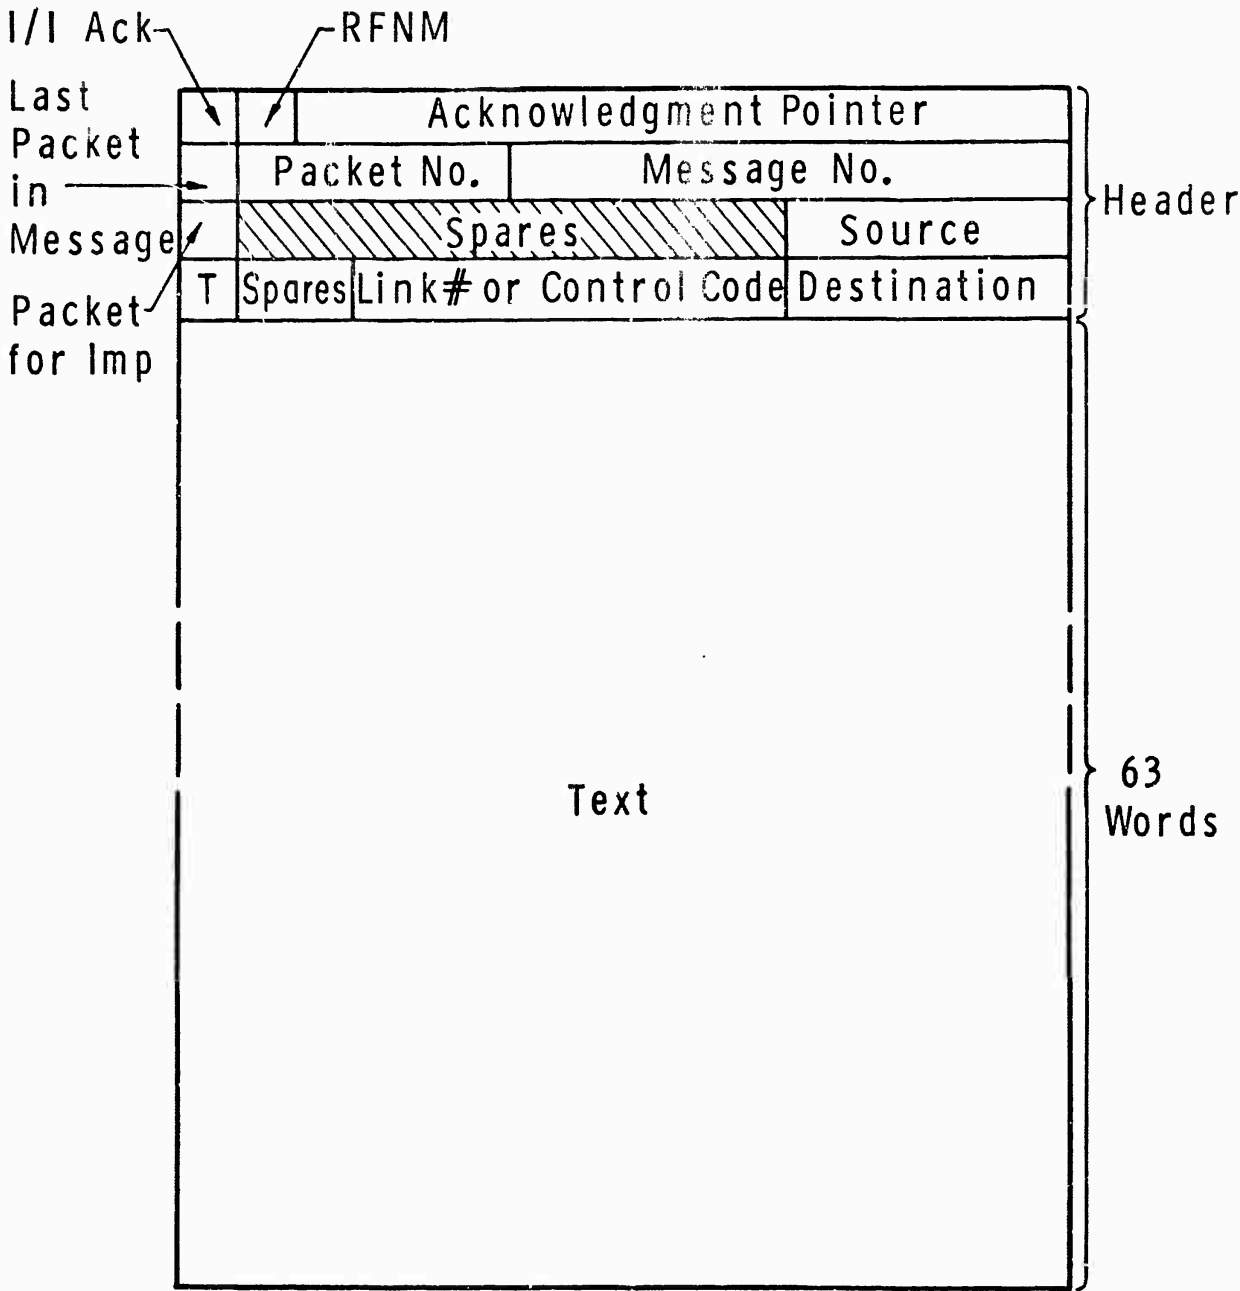 I/I Ack
RFNM
Last
Packet
in
Message
Packet
for Imp
Acknowledgment Pointer
Packet No.
Message No.
Spares
Source
T
Spares
Link# or Control Code
Destination
Header
Text
63
Words